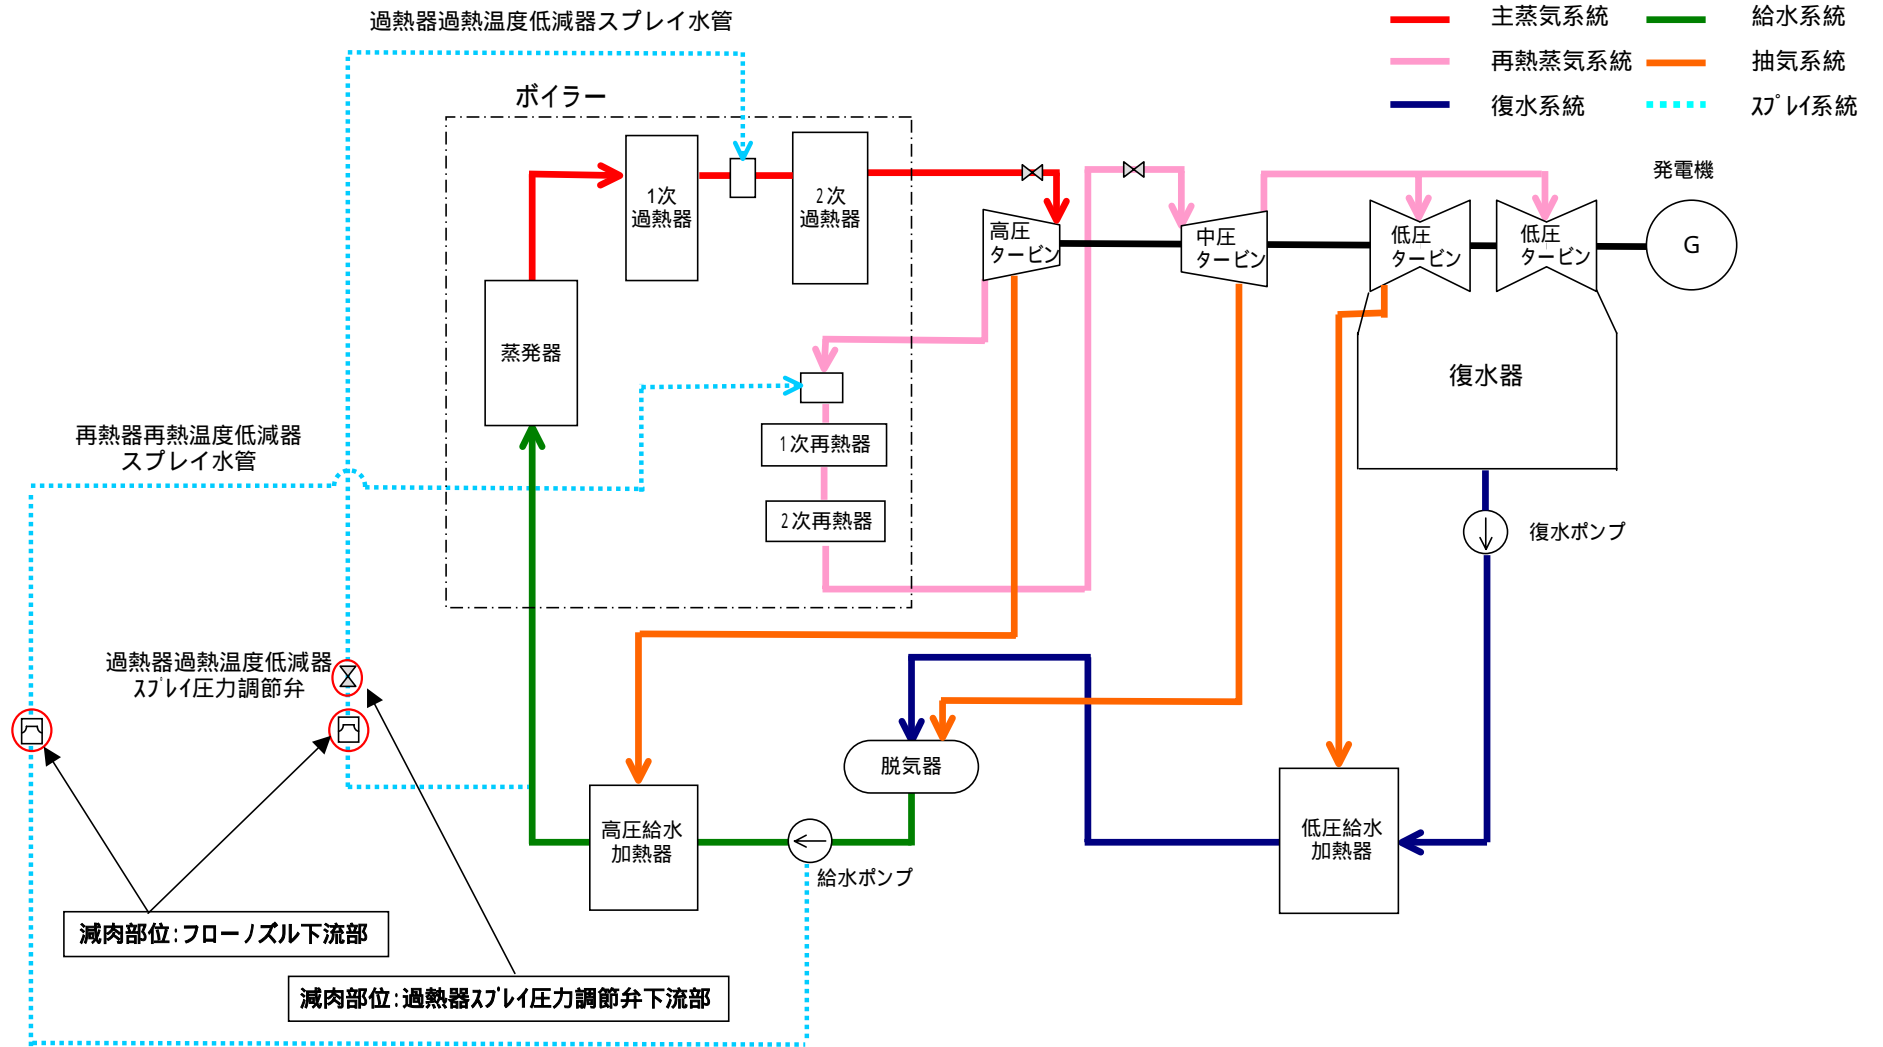 過熱器過熱温度低減器スプレイ水管
主蒸気系統
給水系統
再熱蒸気系統
抽気系統
復水系統
スプレイ系統
ボイラー
発電機
1次
過熱器
2次
過熱器
高圧
タービン
中圧
タービン
低圧
タービン
低圧
タービン
G
蒸発器
復水器
再熱器再熱温度低減器
スプレイ水管
1次再熱器
2次再熱器
復水ポンプ
過熱器過熱温度低減器
スプレイ圧力調節弁
脱気器
高圧給水
加熱器
低圧給水
加熱器
給水ポンプ
減肉部位:フローノズル下流部
減肉部位:過熱器スプレイ圧力調節弁下流部